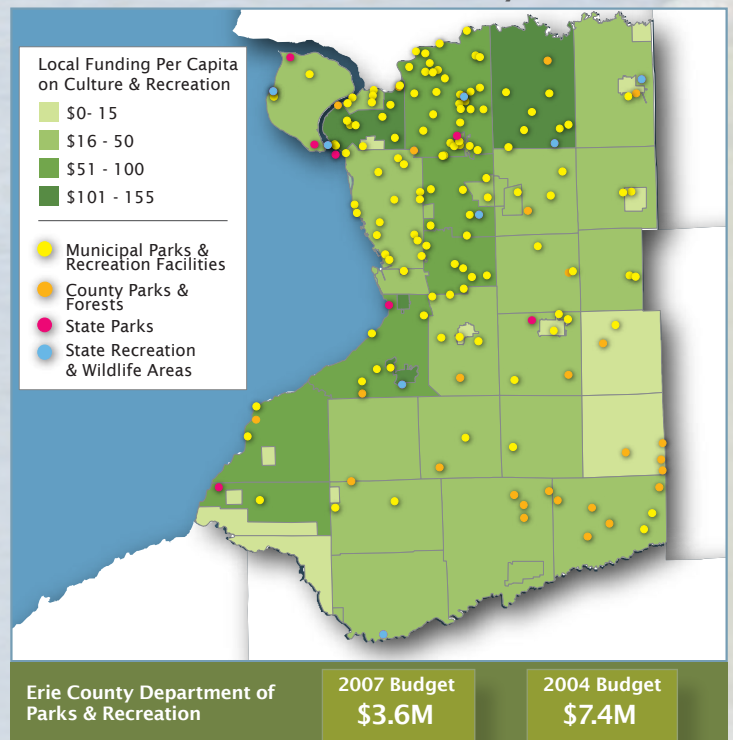 Local Funding Per Capita
on Culture & Recreation
$0- 15
$16 - 50
$51 - 100
$101 - 155
Municipal Parks &
Recreation Facilities
County Parks &
Forests
State Parks
State Recreation
& Wildlife Areas
Erie County Department of
Parks & Recreation
2007 Budget
$3.6M
2004 Budget
$7.4M